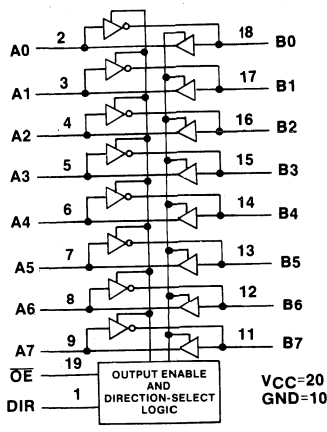 A0 2 18 B0
A1 3 17 B1
A2 4 16 B2
A3 5 15 B3
A4 6 14 B4
A5 7 13 B5
A6 8 12 B6
A7 9 11 B7
OE 19
DIR 1
OUTPUT ENABLE
AND
DIRECTION-SELECT
LOGIC
VCC=20
GND=10